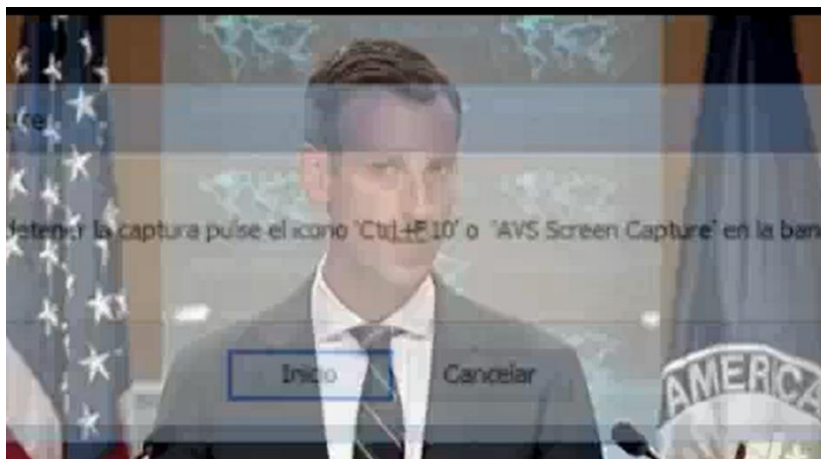 detener la captura pulse el icono 'Ctrl+F10' o 'AVS Screen Capture' en la ban
Inicio
Cancelar
AMERICA